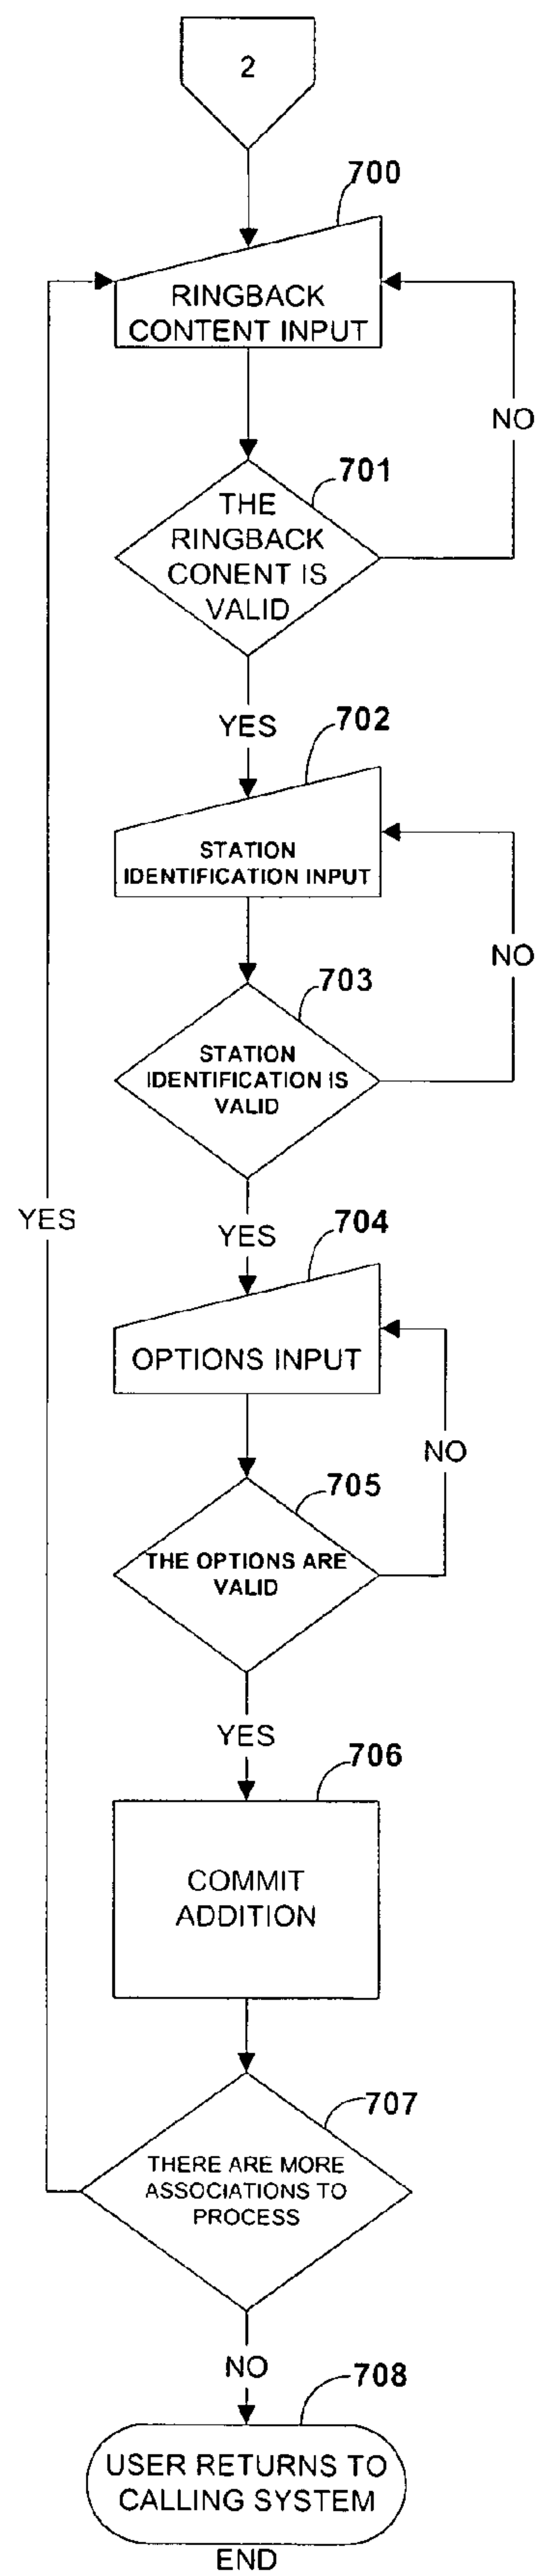 2
700
RINGBACK
CONTENT INPUT
NO
701
THE
RINGBACK
CONENT IS
VALID
YES
702
STATION
IDENTIFICATION INPUT
NO
703
STATION
IDENTIFICATION IS
VALID
YES
YES
704
OPTIONS INPUT
NO
705
THE OPTIONS ARE
VALID
YES
706
COMMIT
ADDITION
707
THERE ARE MORE
ASSOCIATIONS TO
PROCESS
NO
708
USER RETURNS TO
CALLING SYSTEM
END